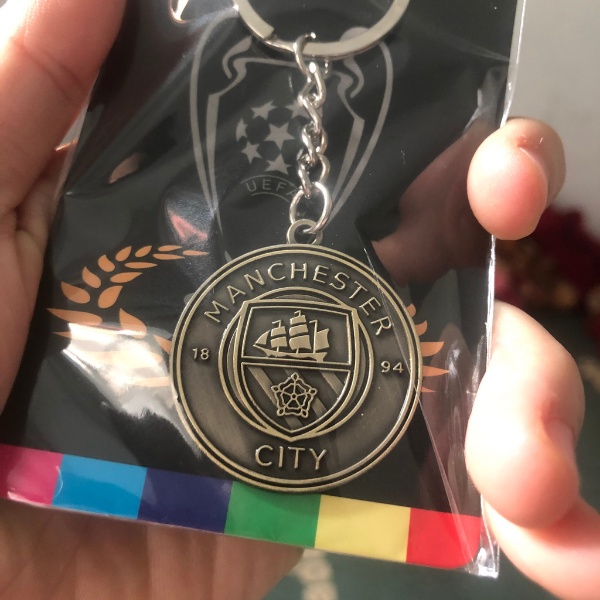 UEFA
MANCHESTER
18 94
CITY